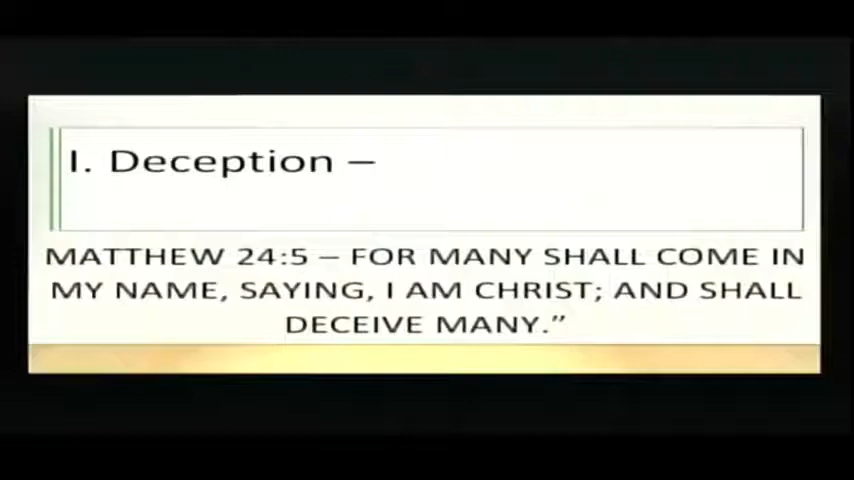 I. Deception –
MATTHEW 24:5 – FOR MANY SHALL COME IN
MY NAME, SAYING, I AM CHRIST; AND SHALL
DECEIVE MANY.”